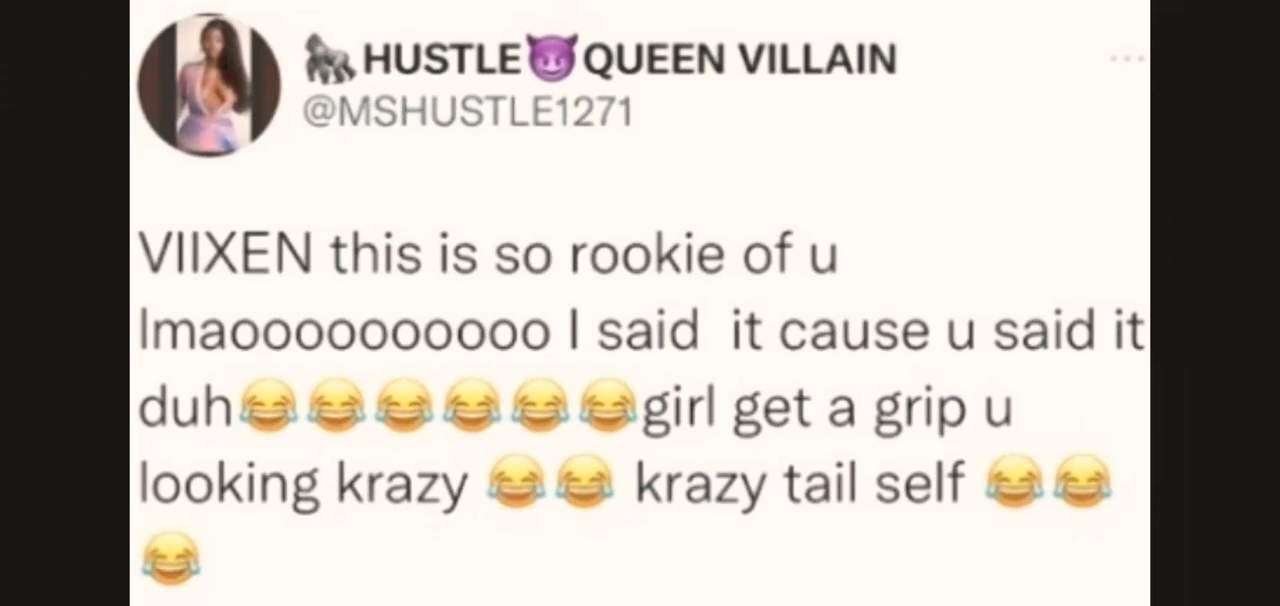 🦍HUSTLE😈QUEEN VILLAIN
@MSHUSTLE1271
VIIXEN this is so rookie of u
lmaooooooooooo I said  it cause u said it
duh😂😂😂😂😂😂girl get a grip u
looking krazy 😂😂 krazy tail self 😂😂
😂